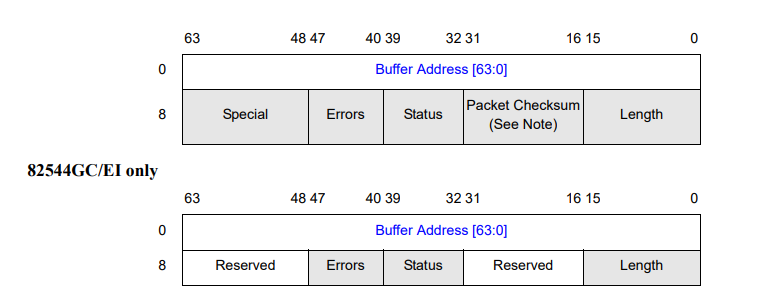 63 48 47 40 39 32 31 16 15 0
0 Buffer Address [63:0]
8 Special Errors Status Packet Checksum (See Note) Length
82544GC/EI only
63 48 47 40 39 32 31 16 15 0
0 Buffer Address [63:0]
8 Reserved Errors Status Reserved Length